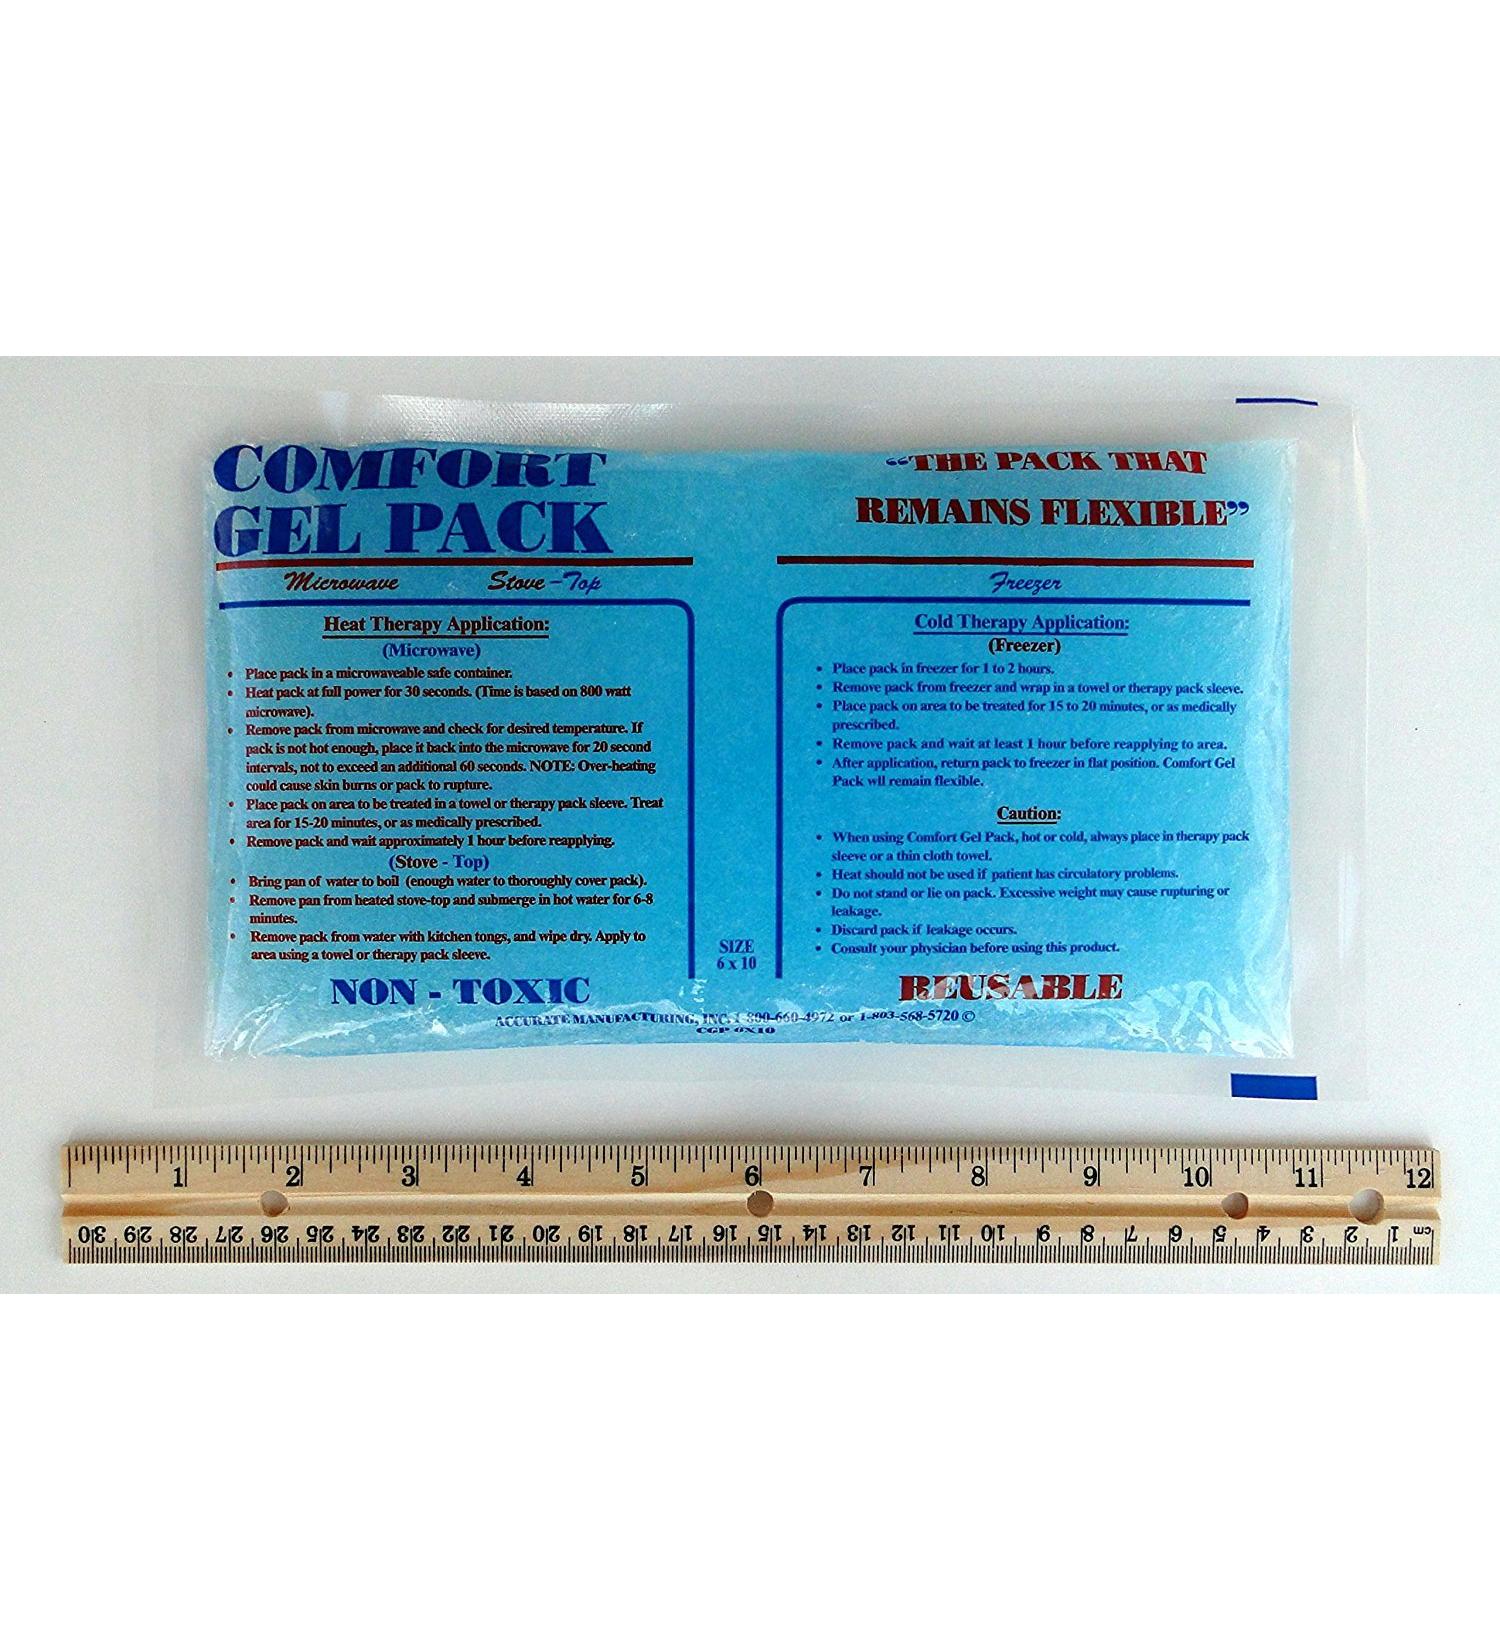 COMFORT
GEL PACK
Microwave Stove-Top
Heat Therapy Application:
(Microwave)
• Place pack in a microwaveable safe container.
• Heat pack at full power for 30 seconds. (Time is based on 800 watt
microwave).
• Remove pack from microwave and check for desired temperature. If
pack is not hot enough, place it back into the microwave for 20 second
intervals, not to exceed an additional 60 seconds. NOTE: Over-heating
could cause skin burns or pack to rupture.
• Place pack on area to be treated in a towel or therapy pack sleeve. Treat
area for 15-20 minutes, or as medically prescribed.
• Remove pack and wait approximately 1 hour before reapplying.
(Stove - Top)
• Bring pan of water to boil (enough water to thoroughly cover pack).
• Remove pan from heated stove-top and submerge in hot water for 6-8
minutes.
• Remove pack from water with kitchen tongs, and wipe dry. Apply to
area using a towel or therapy pack sleeve.
NON - TOXIC
SIZE
6 x 10
“THE PACK THAT
REMAINS FLEXIBLE”
Freezer
Cold Therapy Application:
(Freezer)
• Place pack in freezer for 1 to 2 hours.
• Remove pack from freezer and wrap in a towel or therapy pack sleeve.
• Place pack on area to be treated for 15 to 20 minutes, or as medically
prescribed.
• Remove pack and wait at least 1 hour before reapplying to area.
• After application, return pack to freezer in flat position. Comfort Gel
Pack wll remain flexible.
Caution:
• When using Comfort Gel Pack, hot or cold, always place in therapy pack
sleeve or a thin cloth towel.
• Heat should not be used if patient has circulatory problems.
• Do not stand or lie on pack. Excessive weight may cause rupturing or
leakage.
• Discard pack if leakage occurs.
• Consult your physician before using this product.
REUSABLE
ACCURATE MANUFACTURING, INC. 1-800-660-4972 or 1-803-568-5720 ©
CGP 6X10
1 2 3 4 5 6 7 8 9 10 11 12
30 29 28 27 26 25 24 23 22 21 20 19 18 17 16 15 14 13 12 11 10 9 8 7 6 5 4 3 2 1 cm